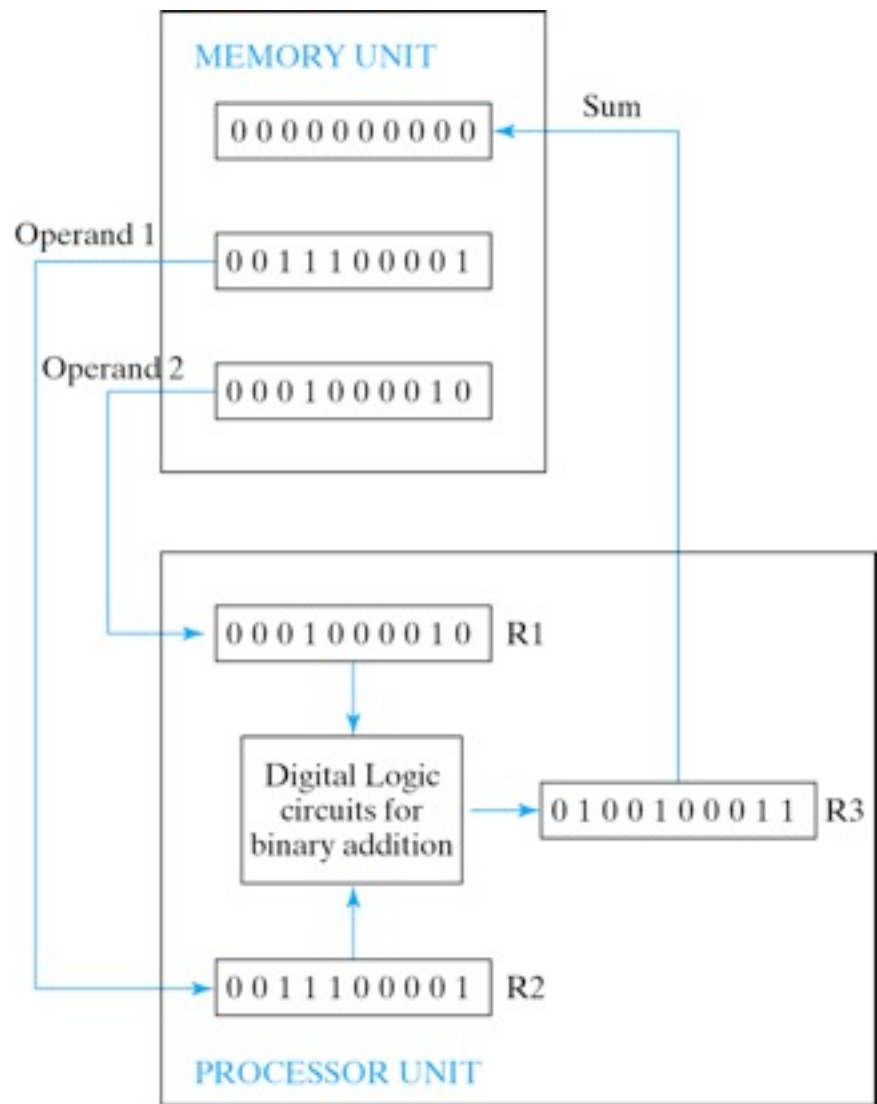 MEMORY UNIT
Sum
0 0 0 0 0 0 0 0 0 0
Operand 1
0 0 1 1 1 0 0 0 0 1
Operand 2
0 0 0 1 0 0 0 0 1 0
0 0 0 1 0 0 0 0 1 0 R1
Digital Logic
circuits for
binary addition
0 1 0 0 1 0 0 0 1 1 R3
0 0 1 1 1 0 0 0 0 1 R2
PROCESSOR UNIT